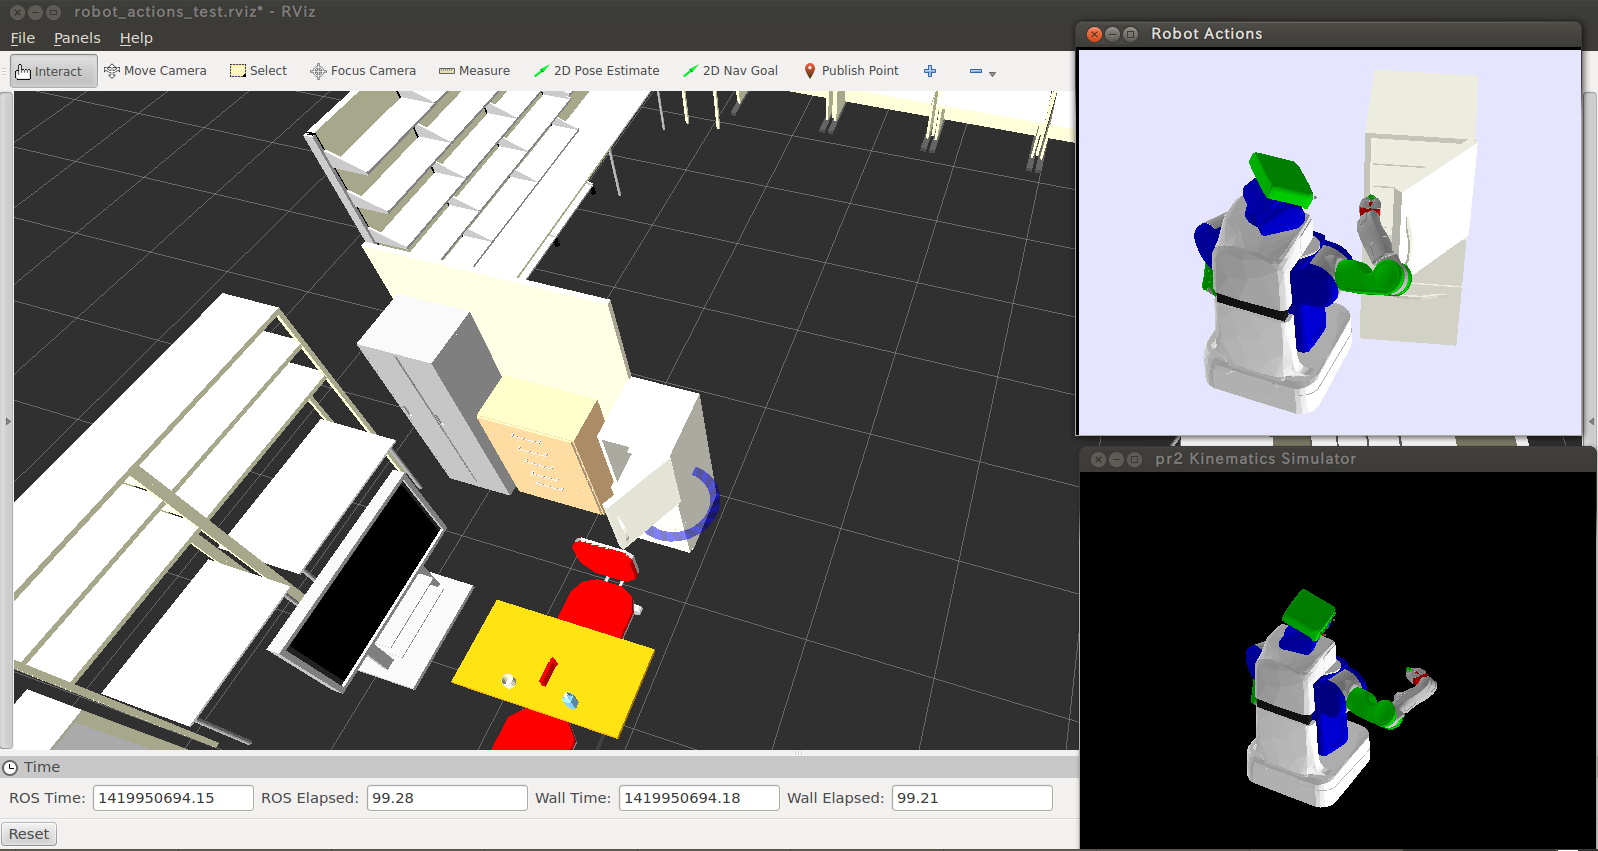 robot_actions_test.rviz* - RViz
File Panels Help
Interact Move Camera Select Focus Camera Measure 2D Pose Estimate 2D Nav Goal Publish Point
Robot Actions
pr2 Kinematics Simulator
Time
ROS Time: 1419950694.15 ROS Elapsed: 99.28 Wall Time: 1419950694.18 Wall Elapsed: 99.21
Reset